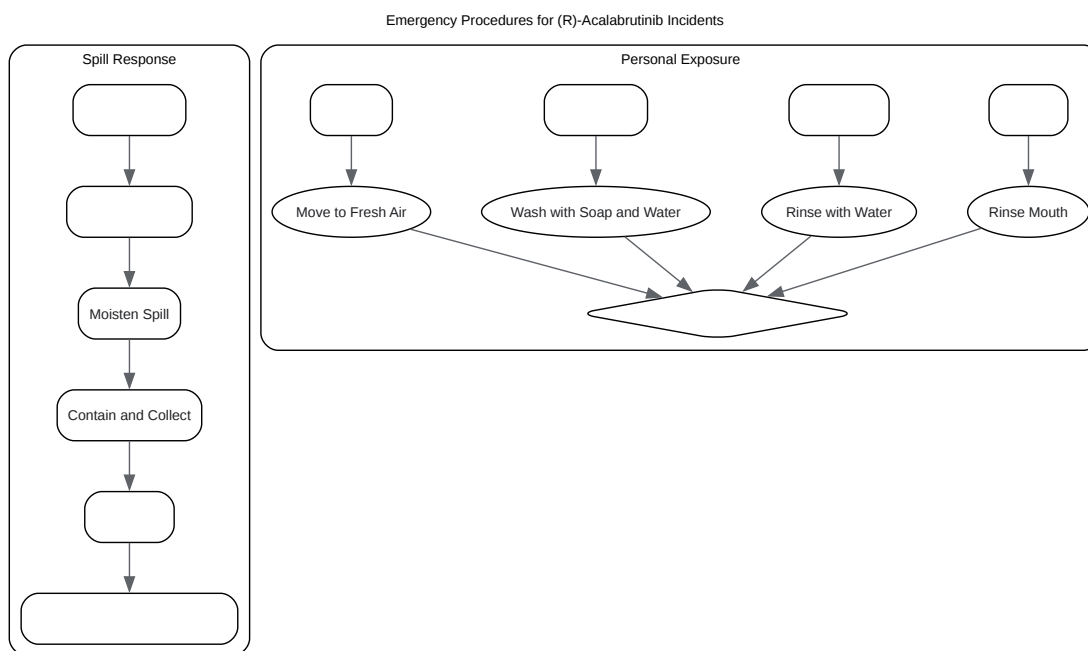 Emergency Procedures for (R)-Acalabrutinib Incidents
Spill Response
Personal Exposure
Move to Fresh Air
Wash with Soap and Water
Rinse with Water
Rinse Mouth
Moisten Spill
Contain and Collect